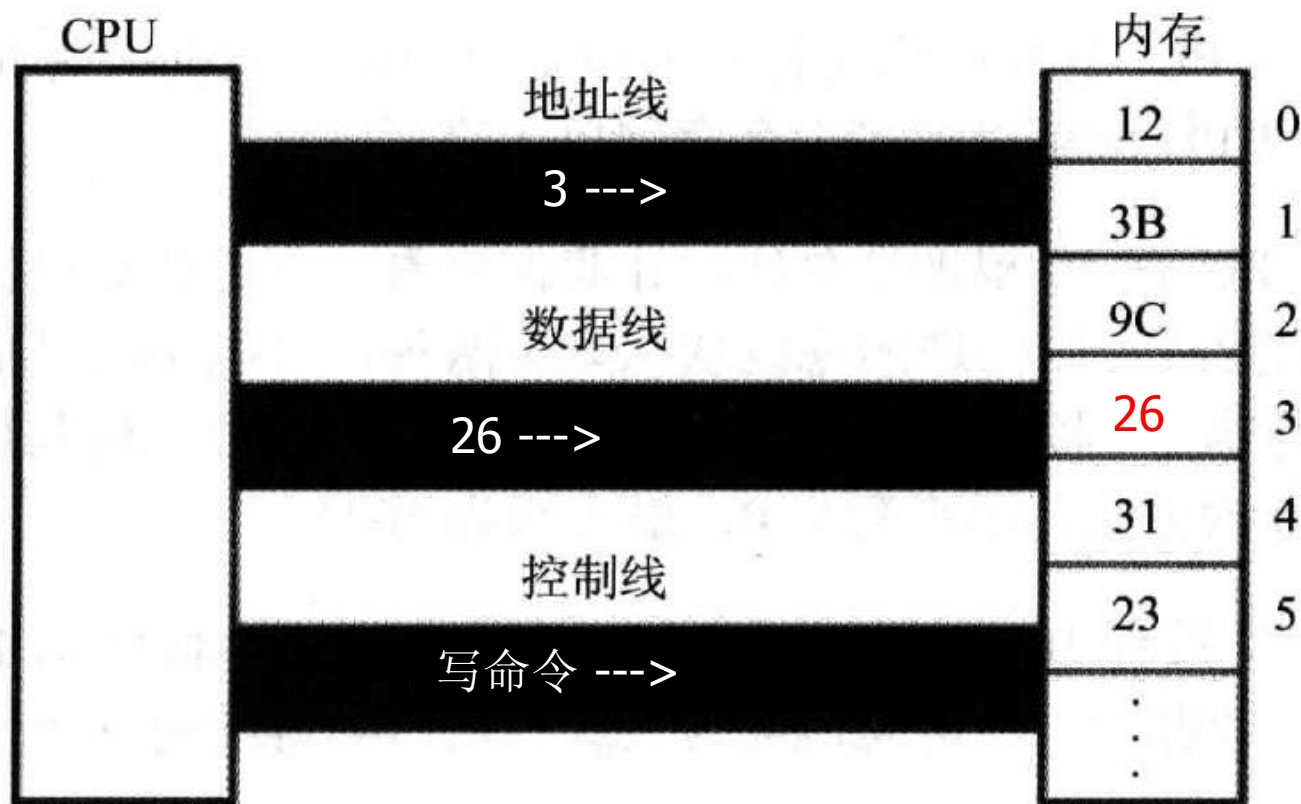 CPU
内存
地址线
12 0
3 --->
3B 1
数据线
9C 2
26 --->
26 3
31 4
控制线
23 5
写命令 --->